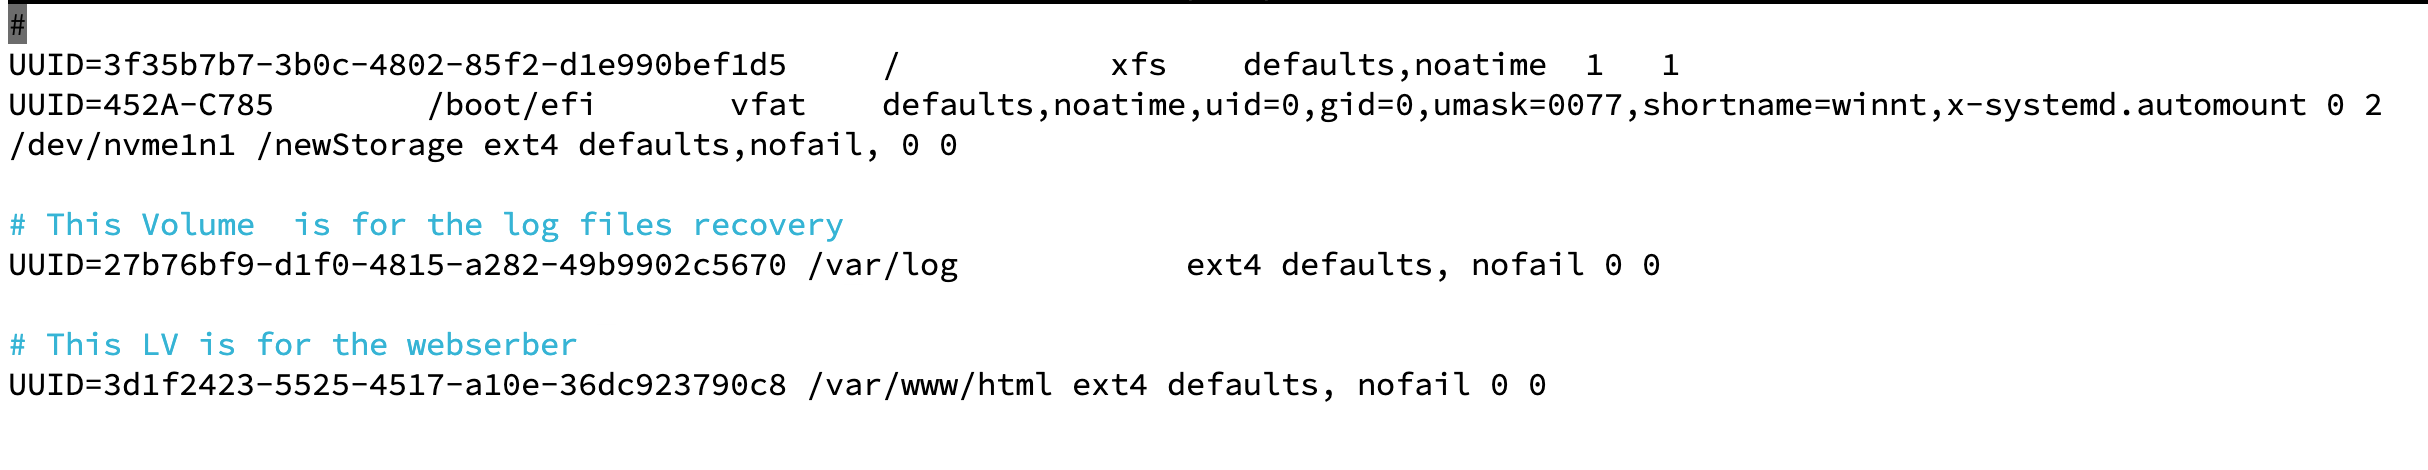 #
UUID=3f35b7b7-3b0c-4802-85f2-d1e990bef1d5     /           xfs    defaults,noatime  1   1
UUID=452A-C785        /boot/efi       vfat    defaults,noatime,uid=0,gid=0,umask=0077,shortname=winnt,x-systemd.automount 0 2
/dev/nvme1n1 /newStorage ext4 defaults,nofail, 0 0
# This Volume  is for the log files recovery
UUID=27b76bf9-d1f0-4815-a282-49b9902c5670 /var/log            ext4 defaults, nofail 0 0
# This LV is for the webserber
UUID=3d1f2423-5525-4517-a10e-36dc923790c8 /var/www/html ext4 defaults, nofail 0 0